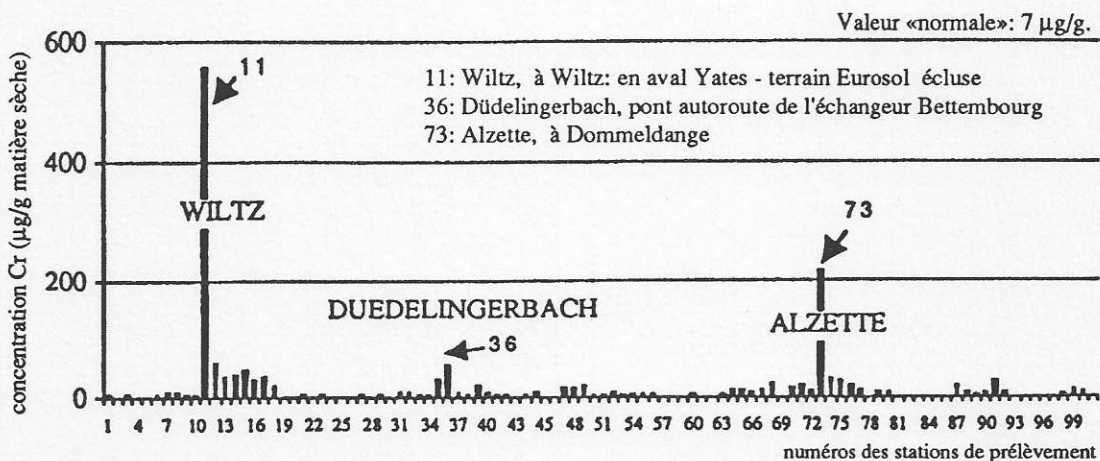 Valeur «normale»: 7 µg/g.
concentration Cr (µg/g matière sèche)
600
400
200
0
11
11: Wiltz, à Wiltz: en aval Yates - terrain Eurosol écluse
36: Düdelingerbach, pont autoroute de l'échangeur Bettembourg
73: Alzette, à Dommeldange
WILTZ
73
DUEDELINGERBACH
36
ALZETTE
1 4 7 10 13 16 19 22 25 28 31 34 37 40 43 45 48 51 54 57 60 63 66 69 72 75 78 81 84 87 90 93 96 99
numéros des stations de prélèvement